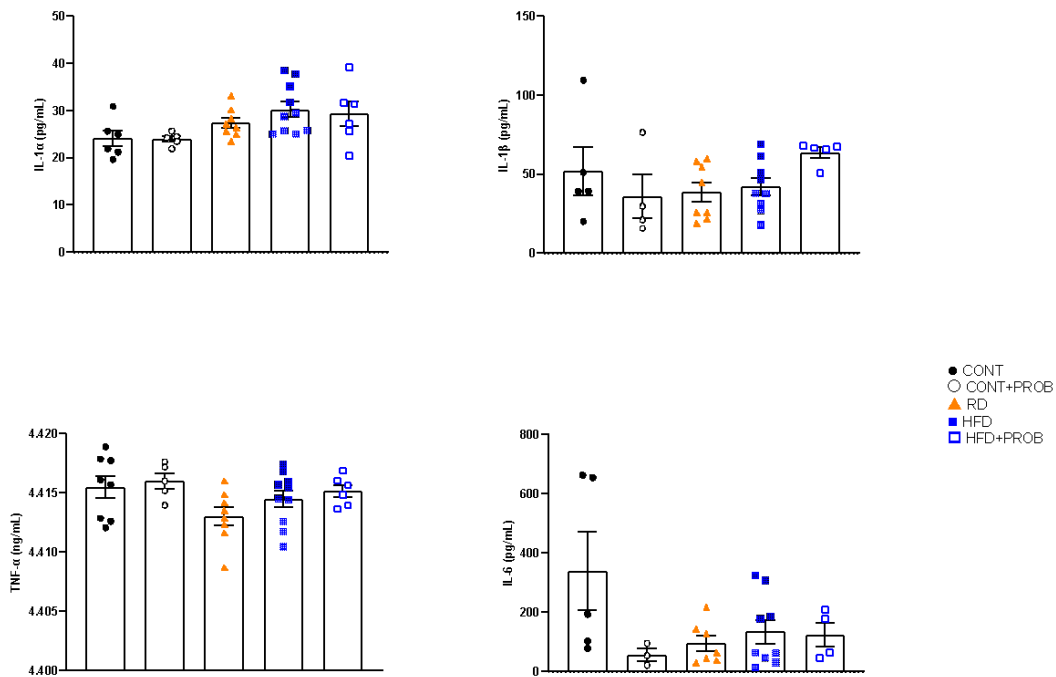 50
40
30
20
10
0
IL-1α (pg/mL)
150
100
50
0
IL-1β (pg/mL)
CONT
CONT+PROB
RD
HFD
HFD+PROB
4.420
4.415
4.410
4.405
4.400
TNF-α (ng/mL)
800
600
400
200
0
IL-6 (pg/mL)